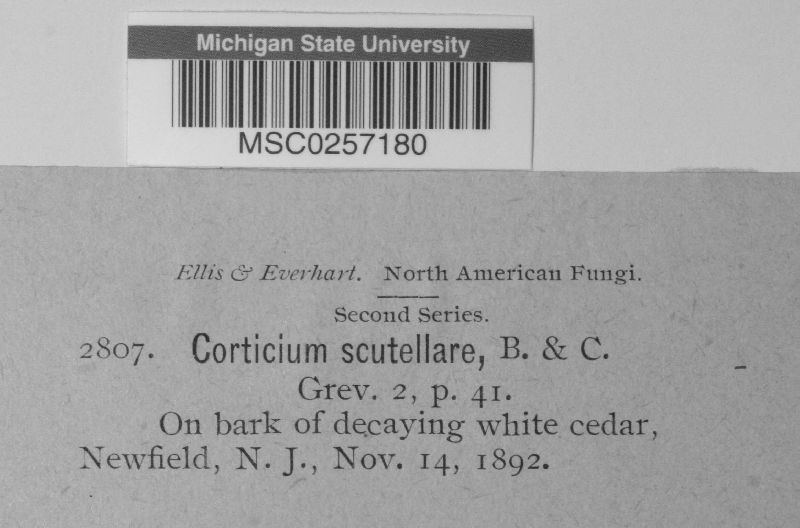 Michigan State University
MSC0257180
Ellis & Everhart. North American Fungi.
Second Series.
2807. Corticium scutellare, B. & C.
Grev. 2, p. 41.
On bark of decaying white cedar,
Newfield, N. J., Nov. 14, 1892.